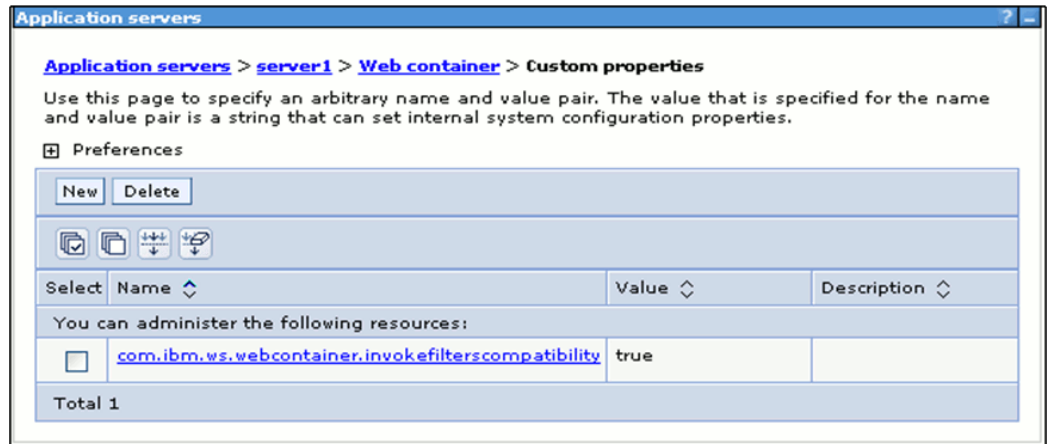 Application servers ? –
Application servers > server1 > Web container > Custom properties
Use this page to specify an arbitrary name and value pair. The value that is specified for the name
and value pair is a string that can set internal system configuration properties.
Preferences
New Delete
Select Name Value Description
You can administer the following resources:
com.ibm.ws.webcontainer.invokefilterscompatibility true
Total 1